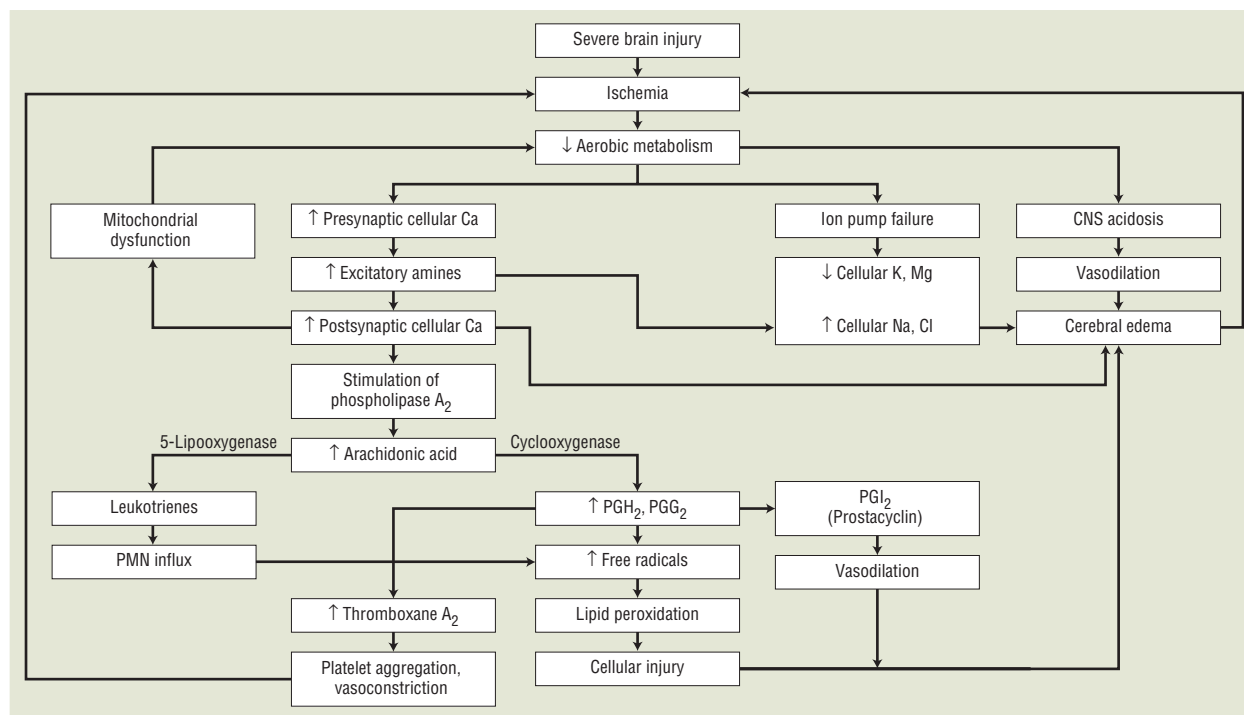 Severe brain injury
Ischemia
↓ Aerobic metabolism
Mitochondrial
dysfunction
↑ Presynaptic cellular Ca
Ion pump failure
CNS acidosis
↑ Excitatory amines
↓ Cellular K, Mg
Vasodilation
↑ Postsynaptic cellular Ca
↑ Cellular Na, Cl
Cerebral edema
Stimulation of
phospholipase A₂
5-Lipooxygenase
↑ Arachidonic acid
Cyclooxygenase
Leukotrienes
↑ PGH₂, PGG₂
PGI₂
(Prostacyclin)
PMN influx
↑ Free radicals
Vasodilation
↑ Thromboxane A₂
Lipid peroxidation
Platelet aggregation,
vasoconstriction
Cellular injury